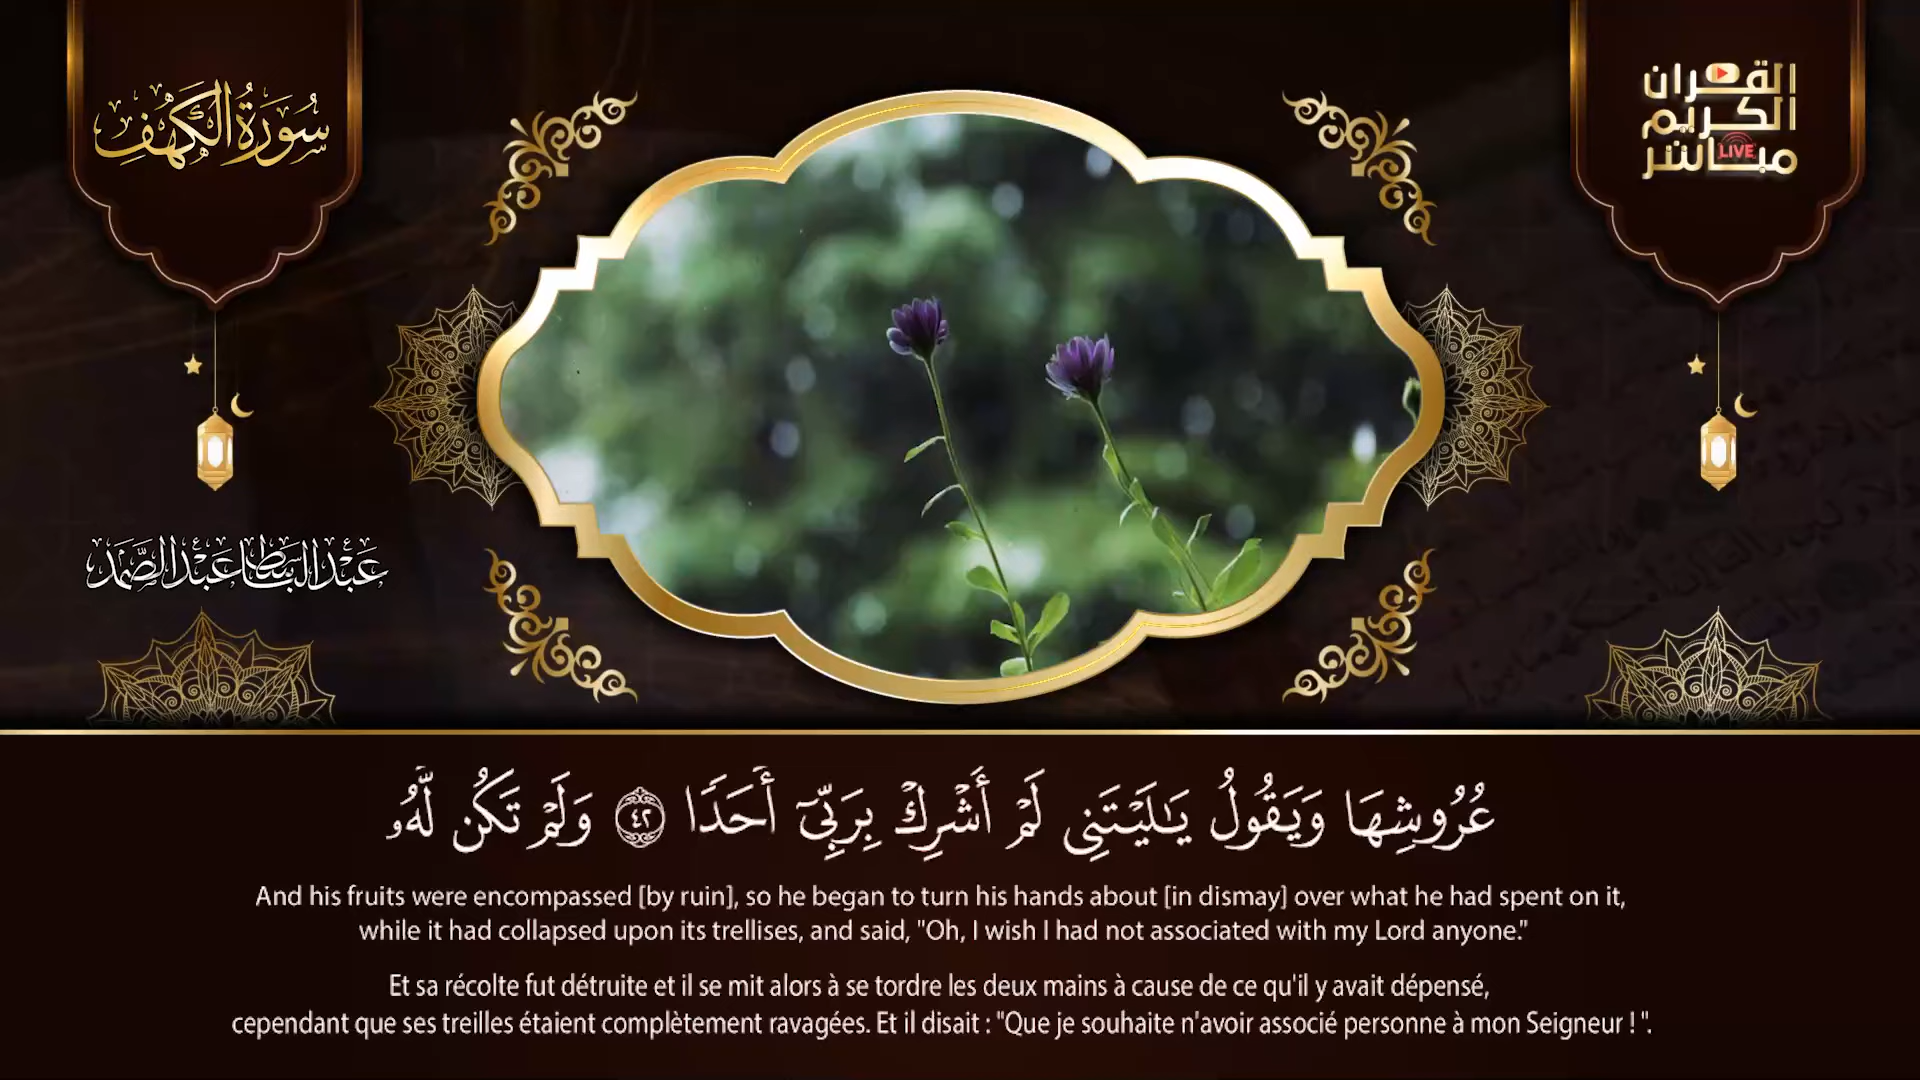 سُورَةُ الكَهْفِ
القرآن
الكريم
مباشر
LIVE
عَبْدُ البَاسِطِ عَبْدُ الصَّمَدِ
عُرُوشِهَا وَيَقُولُ يَٰلَيْتَنِى لَمْ أُشْرِكْ بِرَبِّىٓ أَحَدًا ٤٢ وَلَمْ تَكُن لَّهُۥ
And his fruits were encompassed [by ruin], so he began to turn his hands about [in dismay] over what he had spent on it,
while it had collapsed upon its trellises, and said, "Oh, I wish I had not associated with my Lord anyone."
Et sa récolte fut détruite et il se mit alors à se tordre les deux mains à cause de ce qu'il y avait dépensé,
cependant que ses treilles étaient complètement ravagées. Et il disait : "Que je souhaite n'avoir associé personne à mon Seigneur ! ".